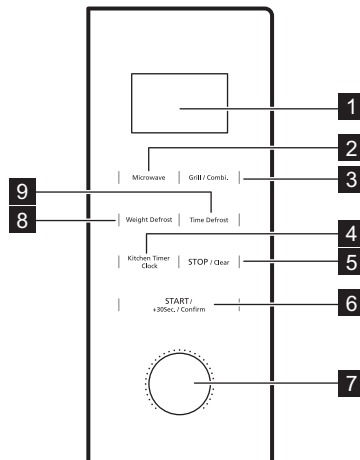 1
2
Microwave Grill / Combi.
3
9
8
Weight Defrost Time Defrost
4
Kitchen Timer
Clock
STOP / Clear
5
START /
+30Sec. / Confirm
6
7